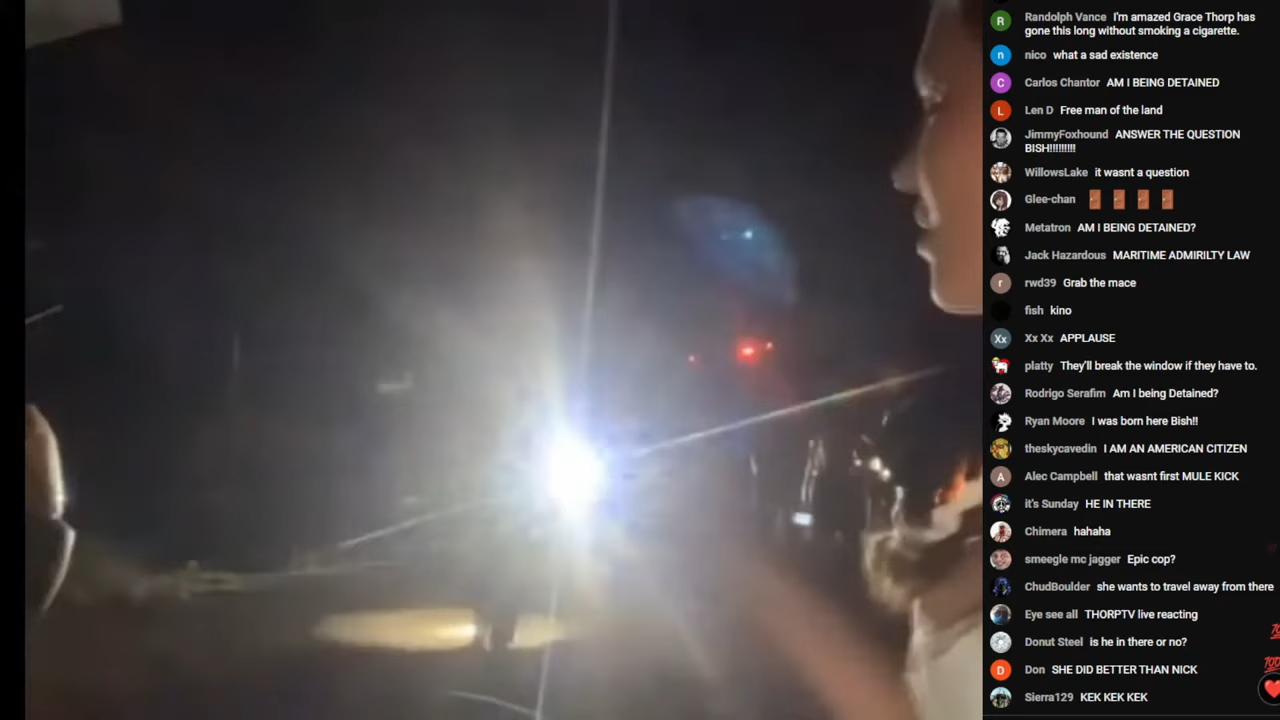 R Randolph Vance I'm amazed Grace Thorp has
gone this long without smoking a cigarette.
n nico what a sad existence
C Carlos Chantor AM I BEING DETAINED
L Len D Free man of the land
JimmyFoxhound ANSWER THE QUESTION
BISH!!!!!!!!!
WillowsLake it wasnt a question
Glee-chan 🚪 🚪 🚪 🚪
Metatron AM I BEING DETAINED?
Jack Hazardous MARITIME ADMIRILTY LAW
r rwd39 Grab the mace
fish kino
Xx Xx Xx APPLAUSE
platty They'll break the window if they have to.
Rodrigo Serafim Am I being Detained?
Ryan Moore I was born here Bish!!
theskycavedin I AM AN AMERICAN CITIZEN
A Alec Campbell that wasnt first MULE KICK
it's Sunday HE IN THERE
Chimera hahaha
smeegle mc jagger Epic cop?
ChudBoulder she wants to travel away from there
Eye see all THORPTV live reacting
Donut Steel is he in there or no?
D Don SHE DID BETTER THAN NICK
Sierra129 KEK KEK KEK